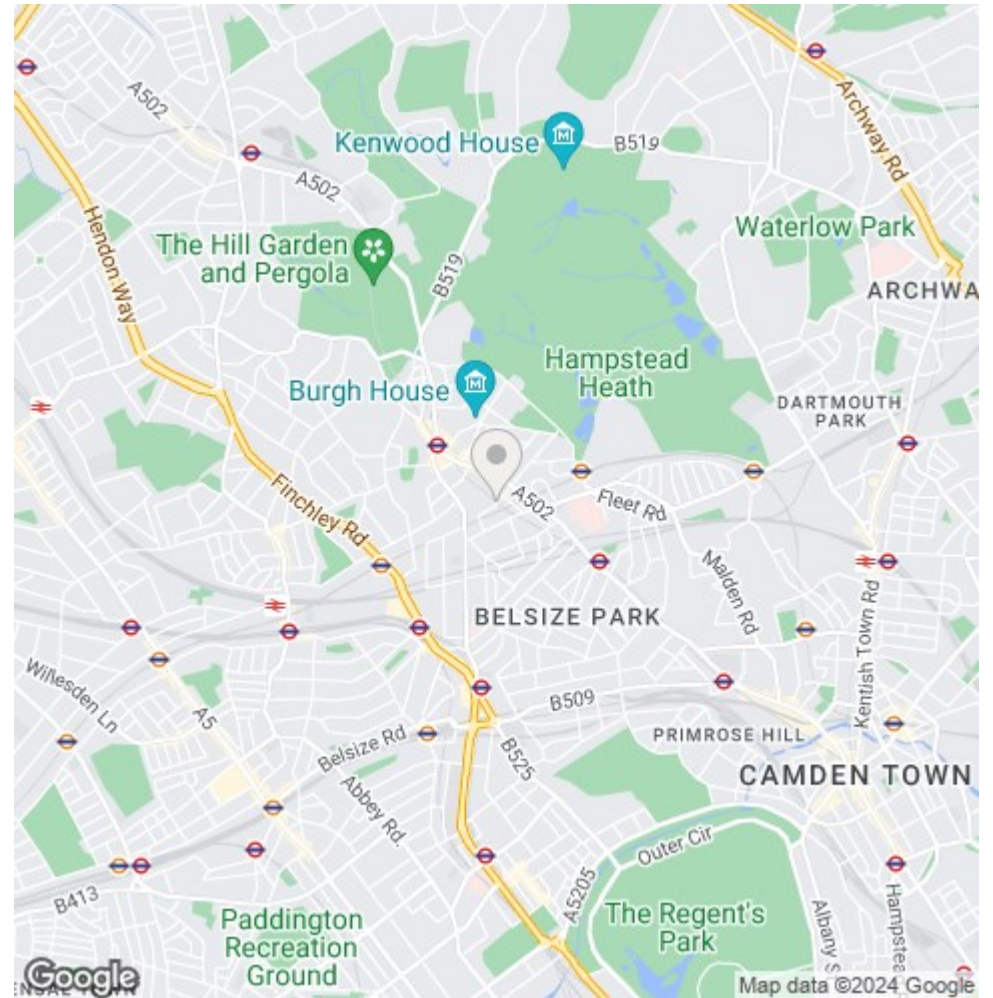 A502
Archway Rd
Kenwood House
B519
A502
Waterlow Park
The Hill Garden
and Pergola
Hendon Way
B519
ARCHWA
Hampstead
Heath
Burgh House
DARTMOUTH
PARK
A502
Fleet Rd
Finchley Rd
Malden Rd
BELSIZE PARK
Kentish Town Rd
Willesden Ln
A5
B509
Belsize Rd
PRIMROSE HILL
B525
CAMDEN TOWN
Abbey Rd.
Outer Cir
A5205
B413
The Regent's
Park
Albany S
Hampstea
Paddington
Recreation
Ground
Google
Map data ©2024 Google